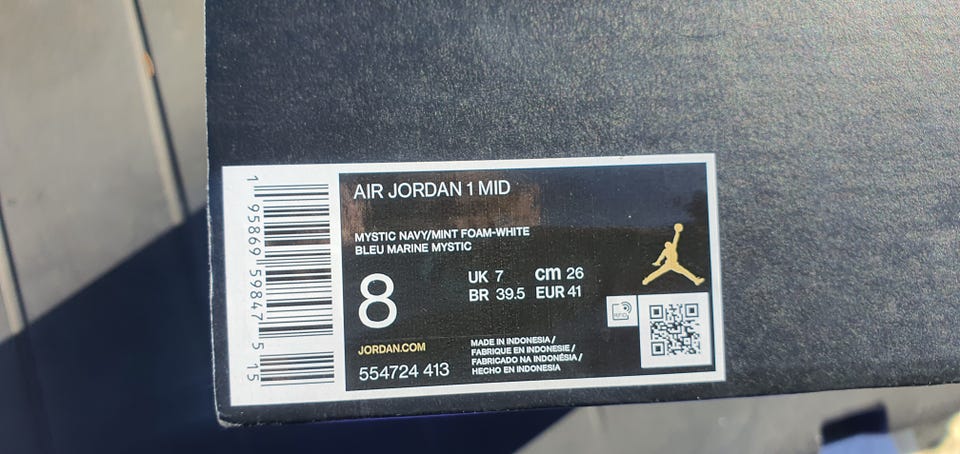 AIR JORDAN 1 MID
MYSTIC NAVY/MINT FOAM-WHITE
BLEU MARINE MYSTIC
8
UK 7 cm 26
BR 39.5 EUR 41
JORDAN.COM
554724 413
MADE IN INDONESIA /
FABRIQUE EN INDONESIE /
FABRICADO NA INDONÉSIA /
HECHO EN INDONESIA
RFID
1 95869 59847 5 15